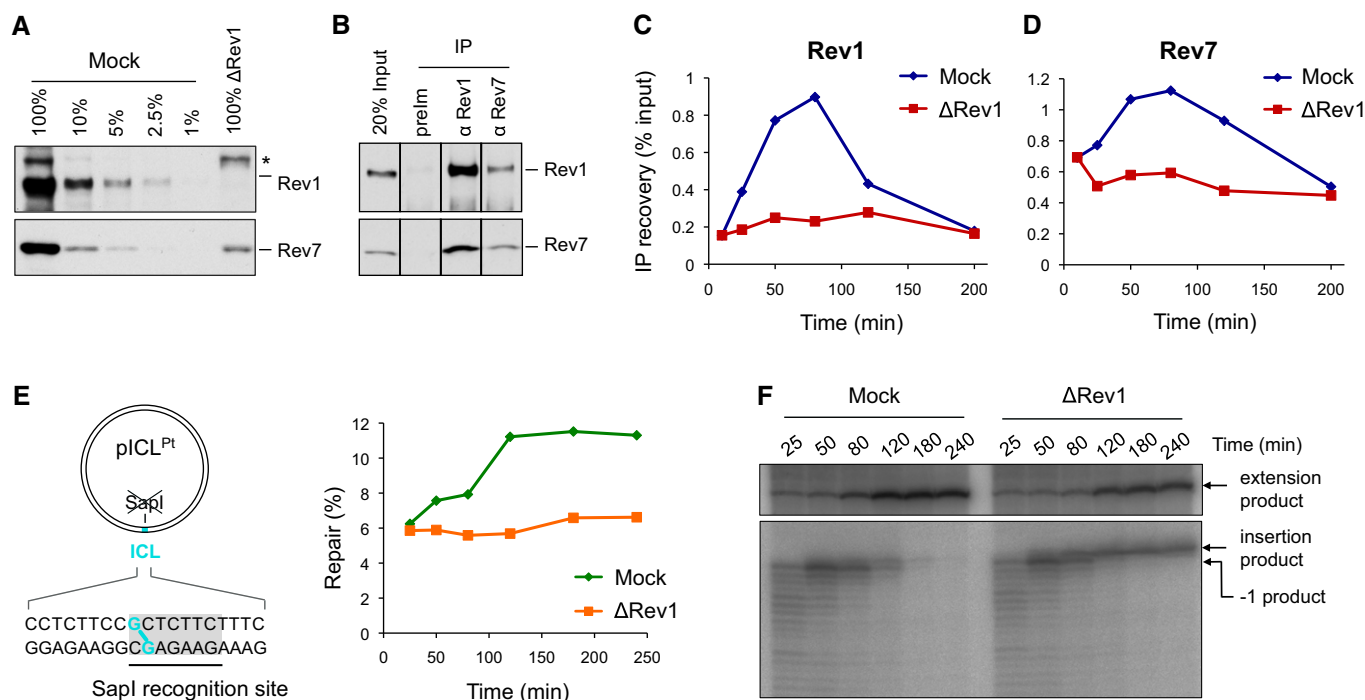 A
Mock
100%
10%
5%
2.5%
1%
100% ΔRev1
*
Rev1
Rev7
B
IP
20% Input
preIm
α Rev1
α Rev7
Rev1
Rev7
C
Rev1
Mock
ΔRev1
IP recovery (% input)
1
0.8
0.6
0.4
0.2
0
0 50 100 150 200
Time (min)
D
Rev7
Mock
ΔRev1
1.2
1
0.8
0.6
0.4
0.2
0
0 50 100 150 200
Time (min)
E
pICLPt
SapI
ICL
CCTCTTCCGCTCTTCTTTC
GGAGAAGGCGAGAAGAAAG
SapI recognition site
Repair (%)
12
10
8
6
4
2
0
0 50 100 150 200 250
Time (min)
Mock
ΔRev1
F
Mock ΔRev1
25 50 80 120 180 240 25 50 80 120 180 240 Time (min)
extension
product
insertion
product
-1 product